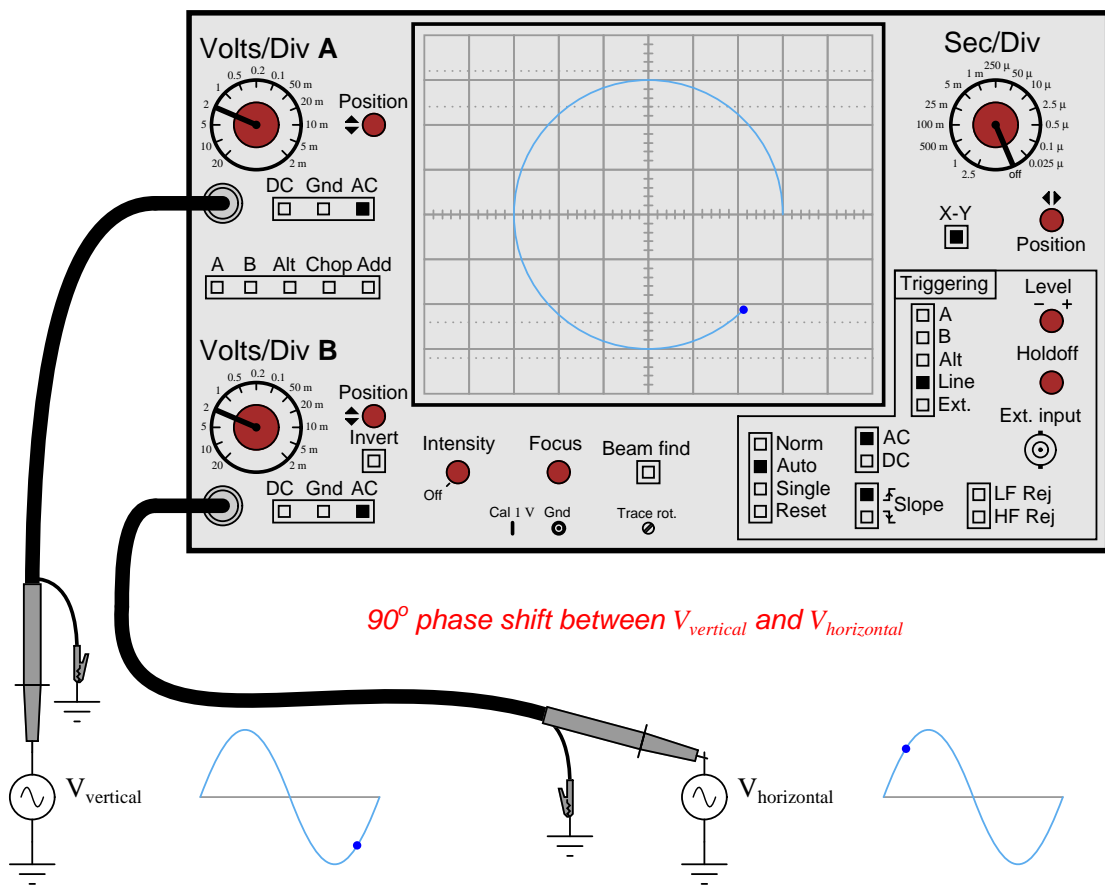 Volts/Div A
0.5 0.2 0.1
1 50 m
2 20 m
5 10 m
10 5 m
20 2 m
Position
DC Gnd AC
A B Alt Chop Add
Volts/Div B
0.5 0.2 0.1
1 50 m
2 20 m
5 10 m
10 5 m
20 2 m
Position
Invert
DC Gnd AC
Intensity
Off
Focus
Beam find
Cal 1 V Gnd Trace rot.
Sec/Div
250 µ
1 m 50 µ
5 m 10 µ
25 m 2.5 µ
100 m 0.5 µ
500 m 0.1 µ
1 0.025 µ
2.5 off
X-Y
Position
Triggering
A
B
Alt
Line
Ext.
Level
− +
Holdoff
Ext. input
Norm
Auto
Single
Reset
AC
DC
Slope
LF Rej
HF Rej
90o phase shift between Vvertical and Vhorizontal
Vvertical
Vhorizontal